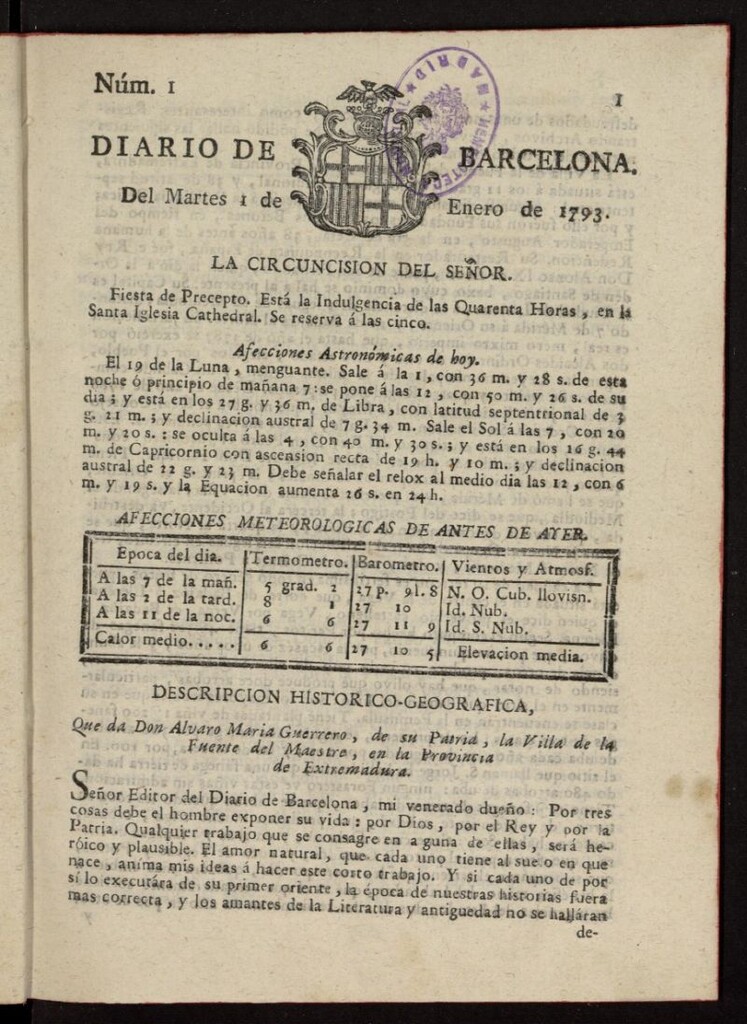 Núm. 1
1
DIARIO DE BARCELONA.
Del Martes 1 de Enero de 1793.
MADRID
LA CIRCUNCISION DEL SEÑOR.
Fiesta de Precepto. Está la Indulgencia de las Quarenta Horas, en la
Santa Iglesia Cathedral. Se reserva á las cinco.
Afecciones Astronómicas de hoy.
El 19 de la Luna, menguante. Sale á la 1, con 36 m. y 28 s. de esta
noche ó principio de mañana 7: se pone á las 12, con 50 m. y 26 s. de su
dia; y está en los 27 g. y 36 m. de Libra, con latitud septentrional de 3
g. 21 m.; y declinacion austral de 7 g. 34 m. Sale el Sol á las 7, con 20
m. y 20 s.: se oculta á las 4, con 40 m. y 30 s.; y está en los 16 g. 44
m. de Capricornio con ascension recta de 19 h. y 10 m.; y declinacion
austral de 22 g. y 23 m. Debe señalar el relox al medio dia las 12, con 6
m. y 19 s. y la Equacion aumenta 26 s. en 24 h.
AFECCIONES METEOROLOGICAS DE ANTES DE AYER.
Epoca del dia. Termometro. Barometro. Vientos y Atmosf.
A las 7 de la mañ. 5 grad. 2 27 p. 9 l. 8 N. O. Cub. llovisn.
A las 2 de la tard. 8 1 27 10 Id. Nub.
A las 11 de la noc. 6 6 27 11 9 Id. S. Nub.
Calor medio..... 6 6 27 10 5 Elevacion media.
DESCRIPCION HISTORICO-GEOGRAFICA,
Que da Don Alvaro Maria Guerrero, de su Patria, la Villa de la
Fuente del Maestre, en la Provincia
de Extremadura.
Señor Editor del Diario de Barcelona, mi venerado dueño: Por tres
cosas debe el hombre exponer su vida: por Dios, por el Rey y por la
Patria. Qualquier trabajo que se consagre en a guna de ellas, será he-
róico y plausible. El amor natural, que cada uno tiene al sue o en que
nace, anima mis ideas á hacer este corto trabajo. Y si cada uno de por
sí lo executára de su primer oriente, la época de nuestras historias fuera
mas correcta, y los amantes de la Literatura y antiguedad no se halláran
de-